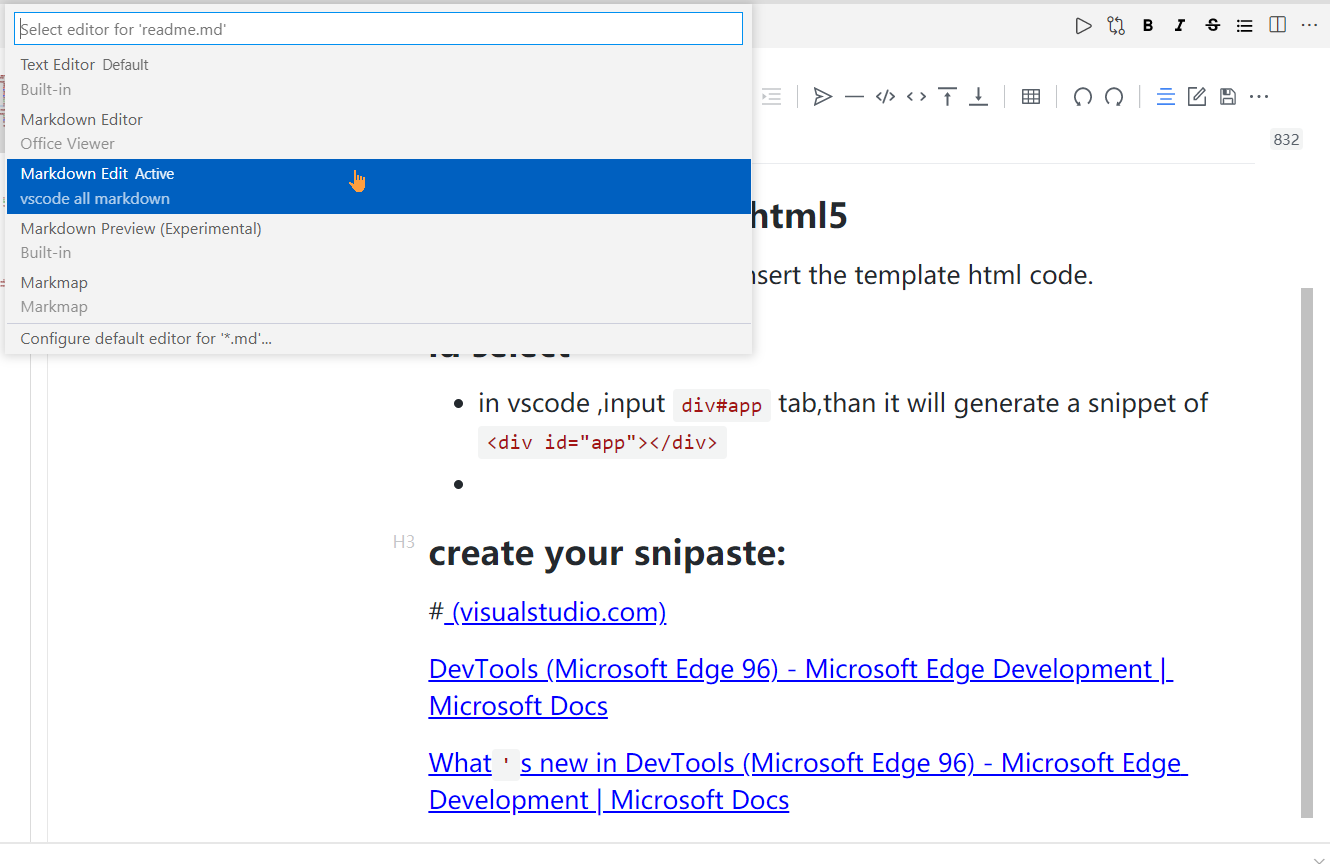 Select editor for 'readme.md'
B I S
Text Editor Default
Built-in
Markdown Editor
Office Viewer
Markdown Edit Active
vscode all markdown
Markdown Preview (Experimental)
Built-in
Markmap
Markmap
Configure default editor for '*.md'...
832
html5
nsert the template html code.
id select
in vscode ,input div#app tab,than it will generate a snippet of
<div id="app"></div>
H3 create your snipaste:
# (visualstudio.com)
DevTools (Microsoft Edge 96) - Microsoft Edge Development |
Microsoft Docs
What's new in DevTools (Microsoft Edge 96) - Microsoft Edge
Development | Microsoft Docs